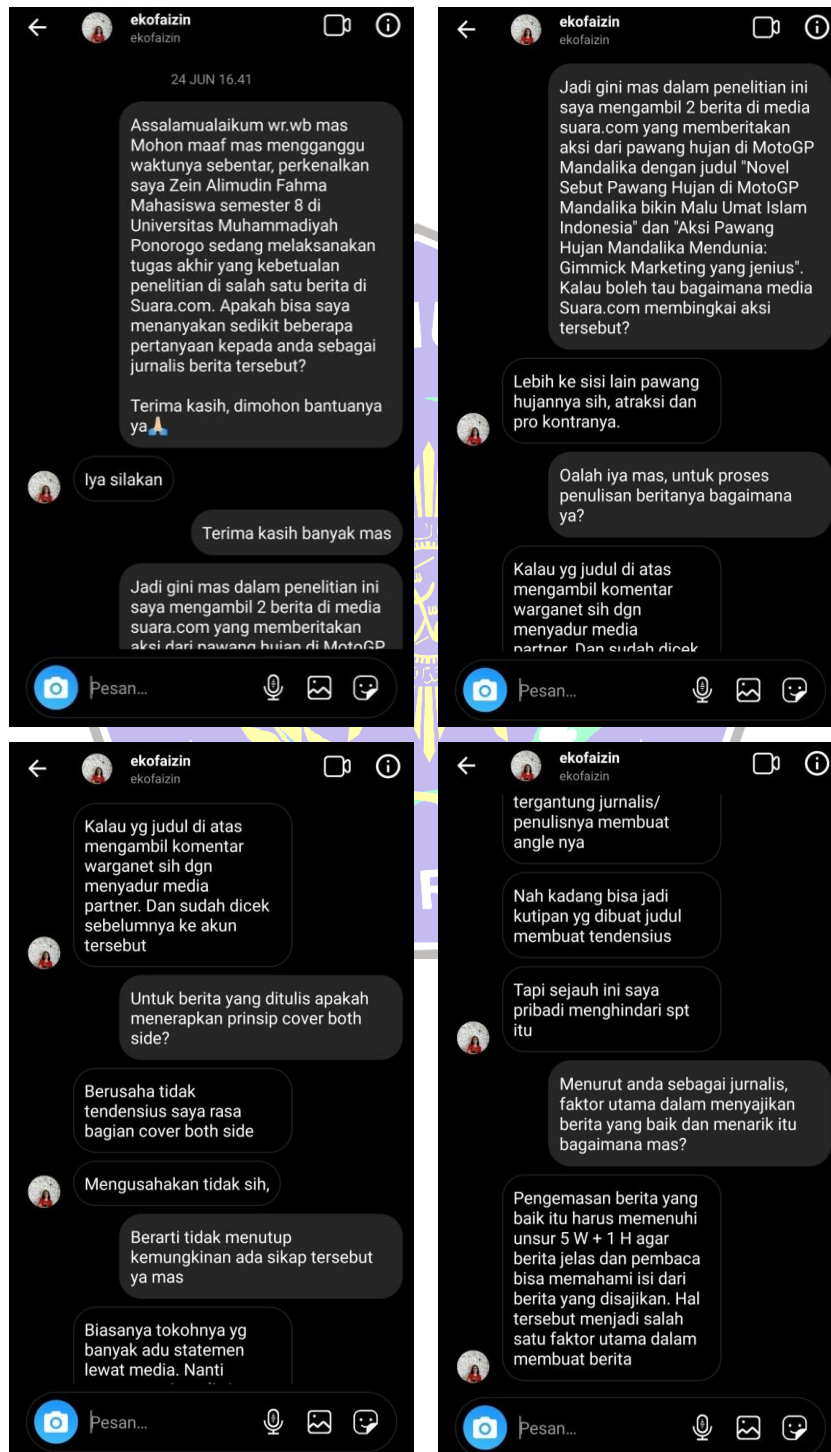 ekofaizin
ekofaizin
24 JUN 16.41
Assalamualaikum wr.wb mas
Mohon maaf mas mengganggu
waktunya sebentar, perkenalkan
saya Zein Alimudin Fahma
Mahasiswa semester 8 di
Universitas Muhammadiyah
Ponorogo sedang melaksanakan
tugas akhir yang kebetualan
penelitian di salah satu berita di
Suara.com. Apakah bisa saya
menanyakan sedikit beberapa
pertanyaan kepada anda sebagai
jurnalis berita tersebut?
Terima kasih, dimohon bantuanya
ya🙏🏼
Iya silakan
Terima kasih banyak mas
Jadi gini mas dalam penelitian ini
saya mengambil 2 berita di media
suara.com yang memberitakan
aksi dari pawang hujan di MotoGP
Pesan...
ekofaizin
ekofaizin
Jadi gini mas dalam penelitian ini
saya mengambil 2 berita di media
suara.com yang memberitakan
aksi dari pawang hujan di MotoGP
Mandalika dengan judul "Novel
Sebut Pawang Hujan di MotoGP
Mandalika bikin Malu Umat Islam
Indonesia" dan "Aksi Pawang
Hujan Mandalika Mendunia:
Gimmick Marketing yang jenius".
Kalau boleh tau bagaimana media
Suara.com membingkai aksi
tersebut?
Lebih ke sisi lain pawang
hujannya sih, atraksi dan
pro kontranya.
Oalah iya mas, untuk proses
penulisan beritanya bagaimana
ya?
Kalau yg judul di atas
mengambil komentar
warganet sih dgn
menyadur media
partner. Dan sudah dicek
Pesan...
ekofaizin
ekofaizin
Kalau yg judul di atas
mengambil komentar
warganet sih dgn
menyadur media
partner. Dan sudah dicek
sebelumnya ke akun
tersebut
Untuk berita yang ditulis apakah
menerapkan prinsip cover both
side?
Berusaha tidak
tendensius saya rasa
bagian cover both side
Mengusahakan tidak sih,
Berarti tidak menutup
kemungkinan ada sikap tersebut
ya mas
Biasanya tokohnya yg
banyak adu statemen
lewat media. Nanti
Pesan...
ekofaizin
ekofaizin
tergantung jurnalis/
penulisnya membuat
angle nya
Nah kadang bisa jadi
kutipan yg dibuat judul
membuat tendensius
Tapi sejauh ini saya
pribadi menghindari spt
itu
Menurut anda sebagai jurnalis,
faktor utama dalam menyajikan
berita yang baik dan menarik itu
bagaimana mas?
Pengemasan berita yang
baik itu harus memenuhi
unsur 5 W + 1 H agar
berita jelas dan pembaca
bisa memahami isi dari
berita yang disajikan. Hal
tersebut menjadi salah
satu faktor utama dalam
membuat berita
Pesan...